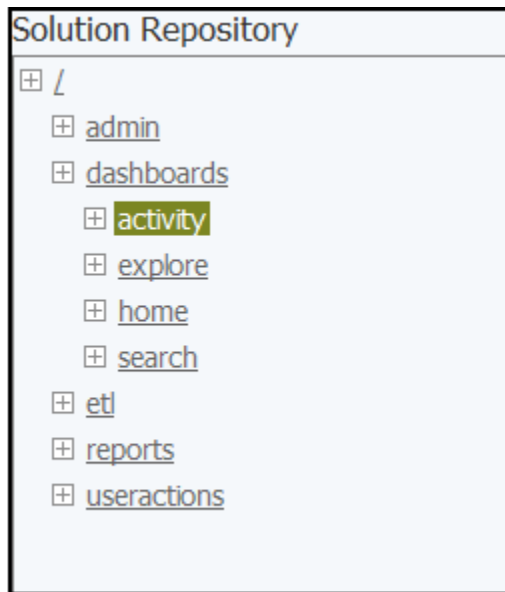 Solution Repository
/
admin
dashboards
activity
explore
home
search
etl
reports
useractions